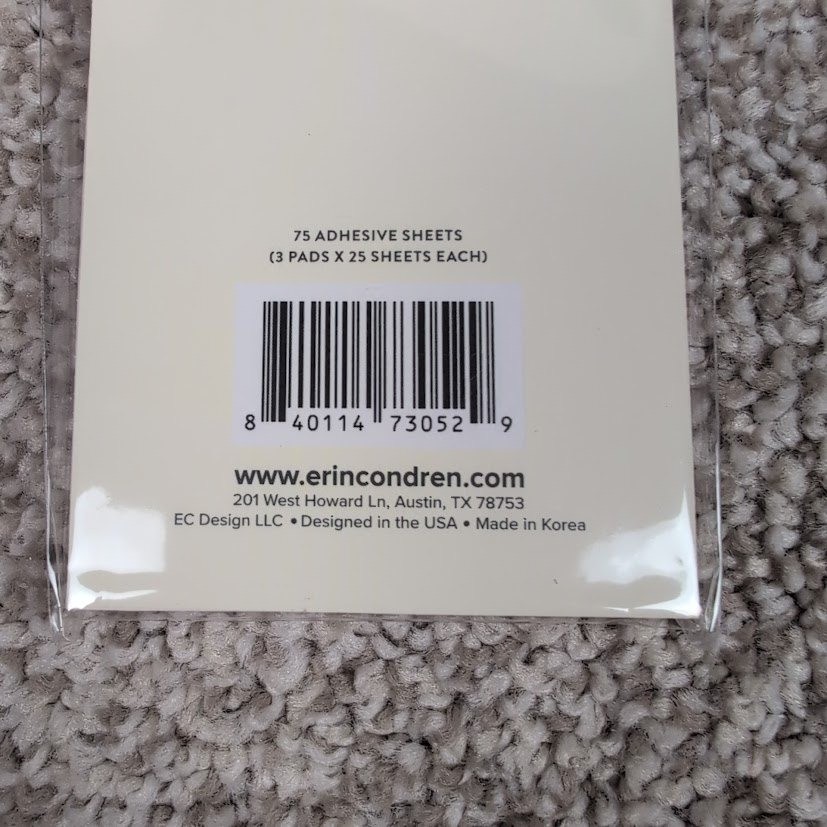 75 ADHESIVE SHEETS
(3 PADS X 25 SHEETS EACH)
8 40114 73052 9
www.erincondren.com
201 West Howard Ln, Austin, TX 78753
EC Design LLC • Designed in the USA • Made in Korea